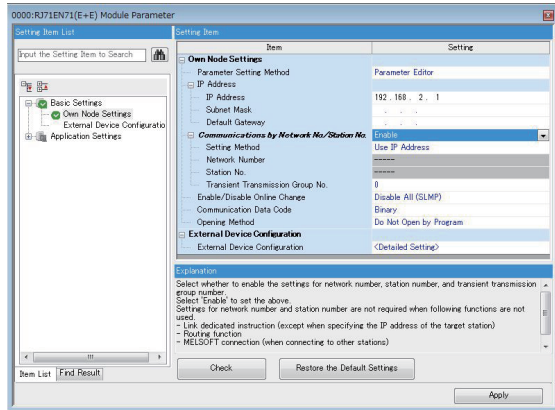 0000:RJ71EN71(E+E) Module Parameter
Setting Item List
Input the Setting Item to Search
Basic Settings
Own Node Settings
External Device Configuratio
Application Settings
Item List
Find Result
Setting Item
Item Setting
Own Node Settings
Parameter Setting Method Parameter Editor
IP Address
IP Address 192 . 168 . 2 . 1
Subnet Mask . . .
Default Gateway . . .
Communications by Network No./Station No. Enable
Setting Method Use IP Address
Network Number -----
Station No. -----
Transient Transmission Group No. 0
Enable/Disable Online Change Disable All (SLMP)
Communication Data Code Binary
Opening Method Do Not Open by Program
External Device Configuration
External Device Configuration <Detailed Setting>
Explanation
Select whether to enable the settings for network number, station number, and transient transmission
group number.
Select 'Enable' to set the above.
Settings for network number and station number are not required when following functions are not
used.
- Link dedicated instruction (except when specifying the IP address of the target station)
- Routing function
- MELSOFT connection (when connecting to other stations)
Check
Restore the Default Settings
Apply